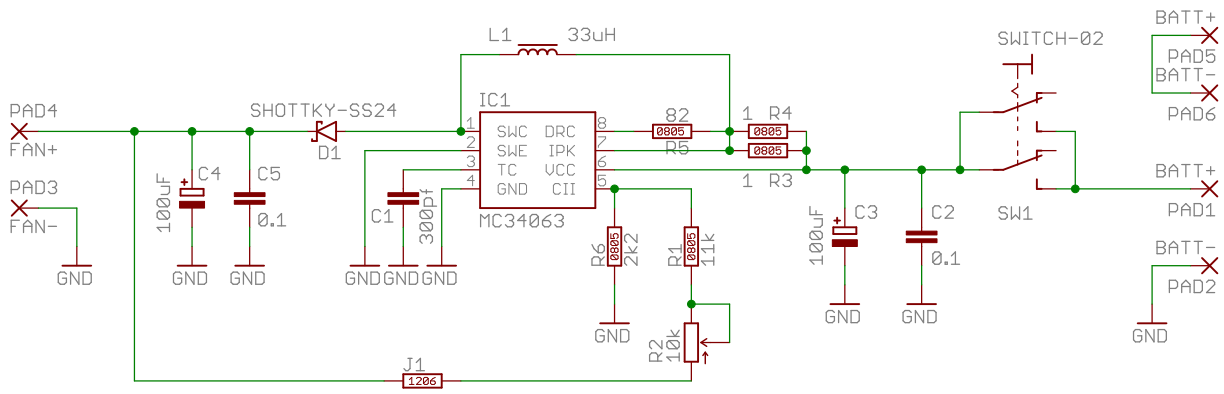 BATT+
PAD5
BATT-
PAD6
L1 33uH
SWITCH-02
PAD4
FAN+
SHOTTKY-SS24
D1
IC1
1 SWC DRC 8
2 SWE IPK 7
3 TC VCC 6
4 GND CII 5
MC34063
82
0805
R5
1 R4
0805
0805
1 R3
PAD3
FAN-
C4
100uF
C5
0.1
C1
300pf
R6
0805
2k2
R1
0805
11k
C3
100uF
C2
0.1
SW1
BATT+
PAD1
BATT-
PAD2
GND
GND
GND
GND
GND
GND
GND
GND
GND
GND
R2
10k
J1
1206